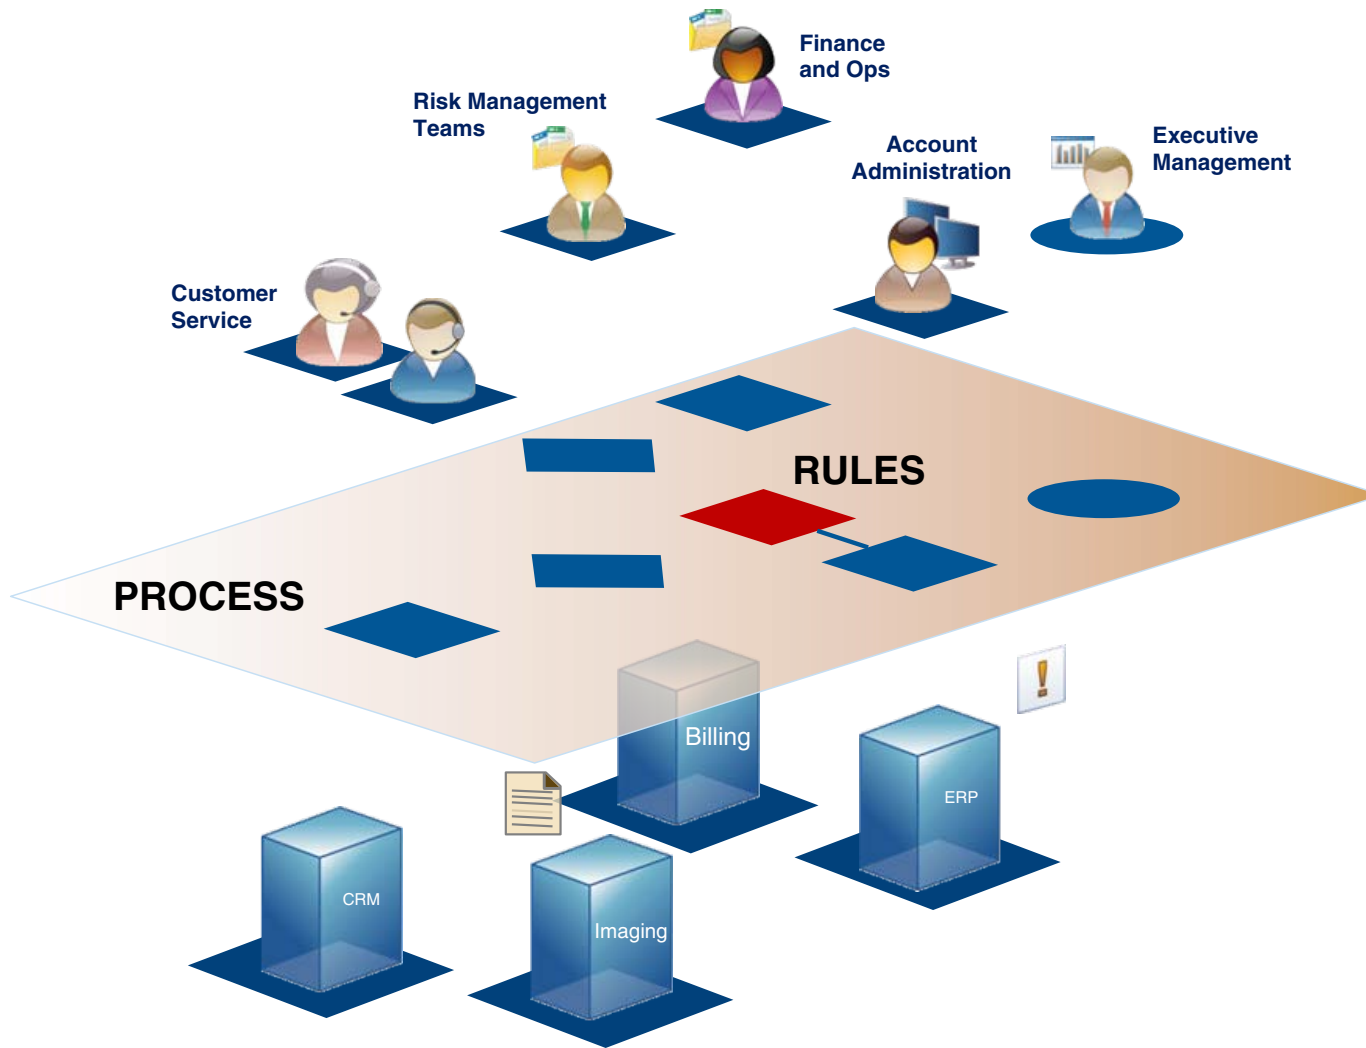 Finance
and Ops
Risk Management
Teams
Account
Administration
Executive
Management
Customer
Service
RULES
PROCESS
Billing
ERP
CRM
Imaging